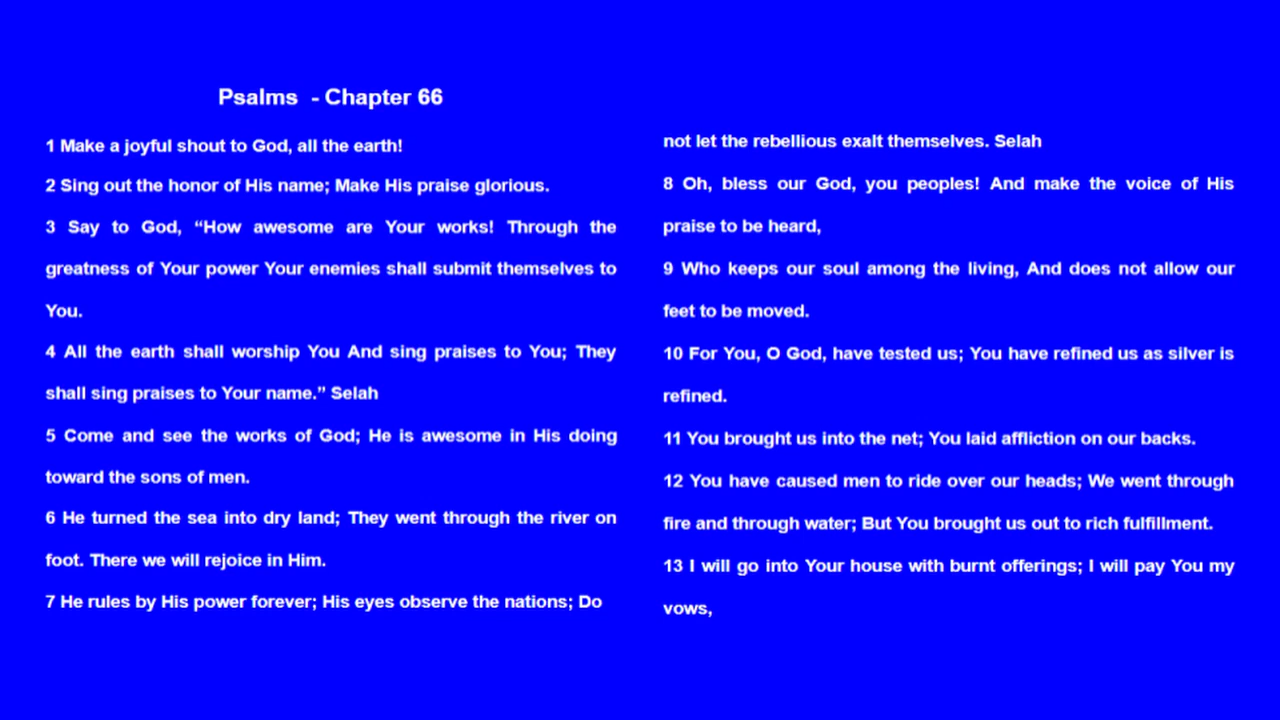 Psalms - Chapter 66
1 Make a joyful shout to God, all the earth!
2 Sing out the honor of His name; Make His praise glorious.
3 Say to God, “How awesome are Your works! Through the
greatness of Your power Your enemies shall submit themselves to
You.
4 All the earth shall worship You And sing praises to You; They
shall sing praises to Your name.” Selah
5 Come and see the works of God; He is awesome in His doing
toward the sons of men.
6 He turned the sea into dry land; They went through the river on
foot. There we will rejoice in Him.
7 He rules by His power forever; His eyes observe the nations; Do
not let the rebellious exalt themselves. Selah
8 Oh, bless our God, you peoples! And make the voice of His
praise to be heard,
9 Who keeps our soul among the living, And does not allow our
feet to be moved.
10 For You, O God, have tested us; You have refined us as silver is
refined.
11 You brought us into the net; You laid affliction on our backs.
12 You have caused men to ride over our heads; We went through
fire and through water; But You brought us out to rich fulfillment.
13 I will go into Your house with burnt offerings; I will pay You my
vows,